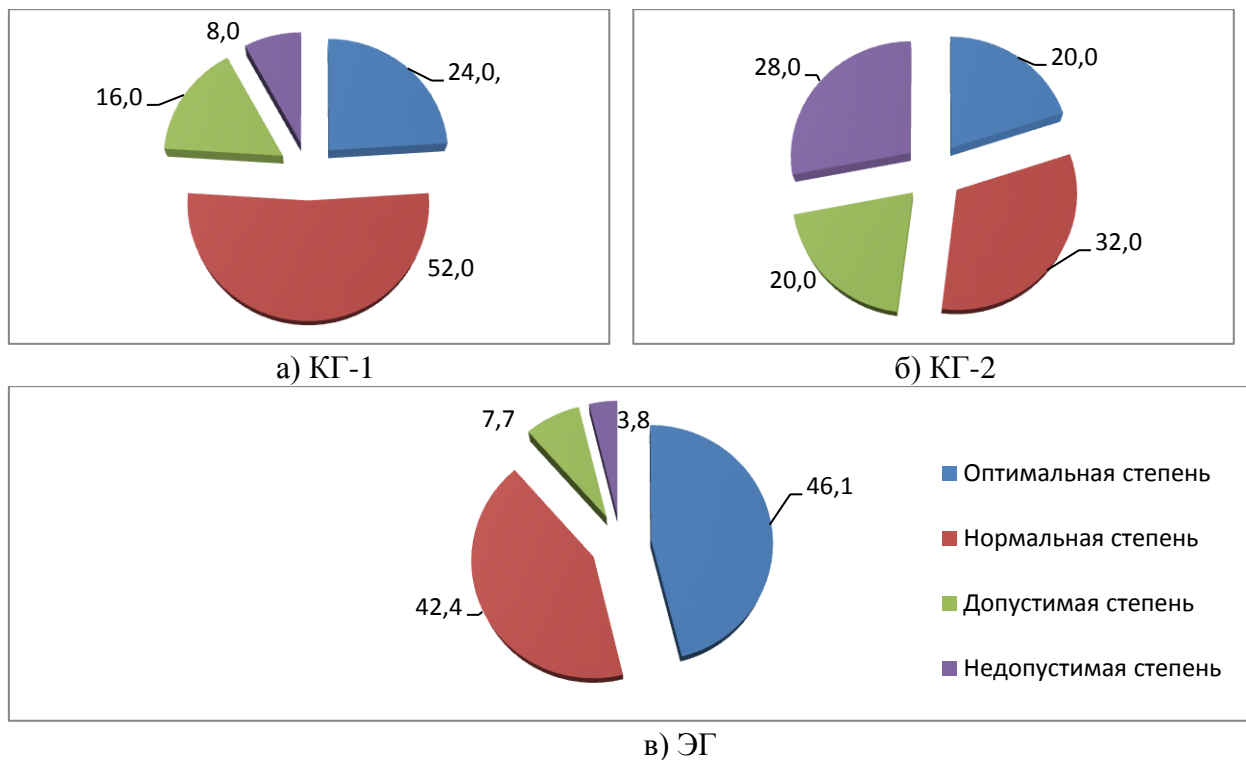 8,0
24,0,
16,0
52,0
28,0
20,0
20,0
32,0
а) КГ-1
б) КГ-2
7,7
3,8
46,1
42,4
Оптимальная степень
Нормальная степень
Допустимая степень
Недопустимая степень
в) ЭГ